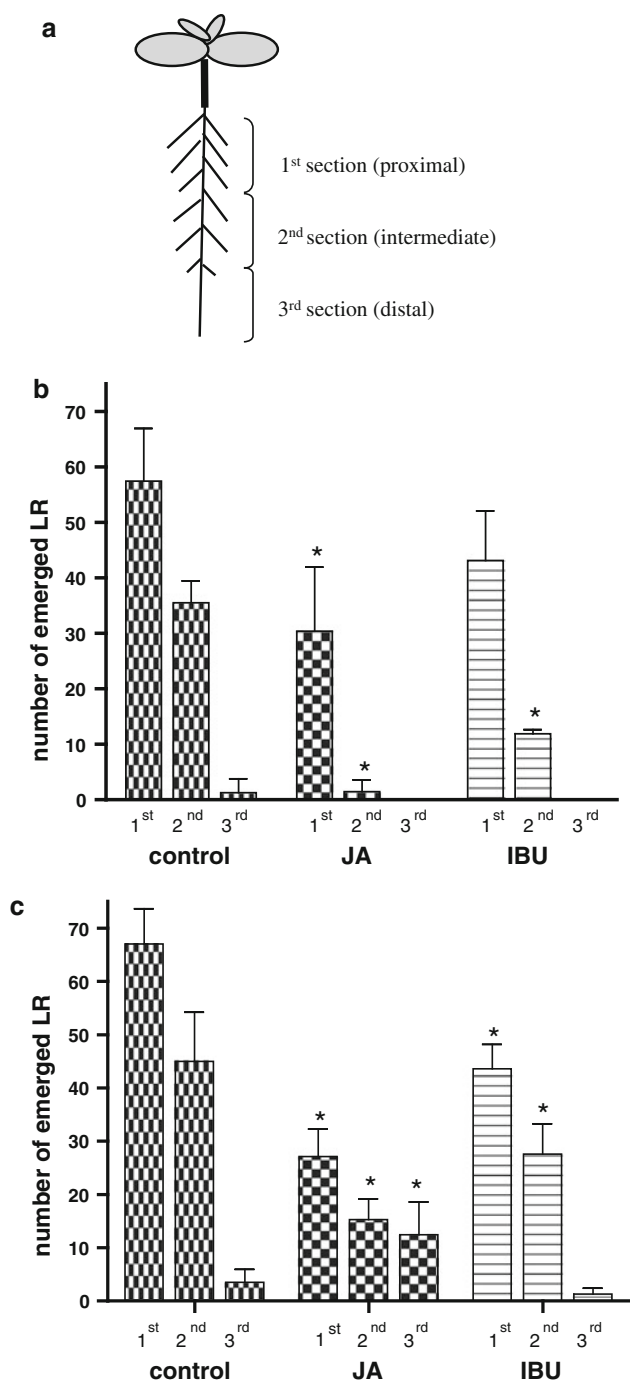 a
1st section (proximal)
2nd section (intermediate)
3rd section (distal)
b
number of emerged LR
70
60
50
40
30
20
10
0
*
*
*
1st 2nd 3rd 1st 2nd 3rd 1st 2nd 3rd
control JA IBU
c
number of emerged LR
70
60
50
40
30
20
10
0
*
*
*
*
*
1st 2nd 3rd 1st 2nd 3rd 1st 2nd 3rd
control JA IBU